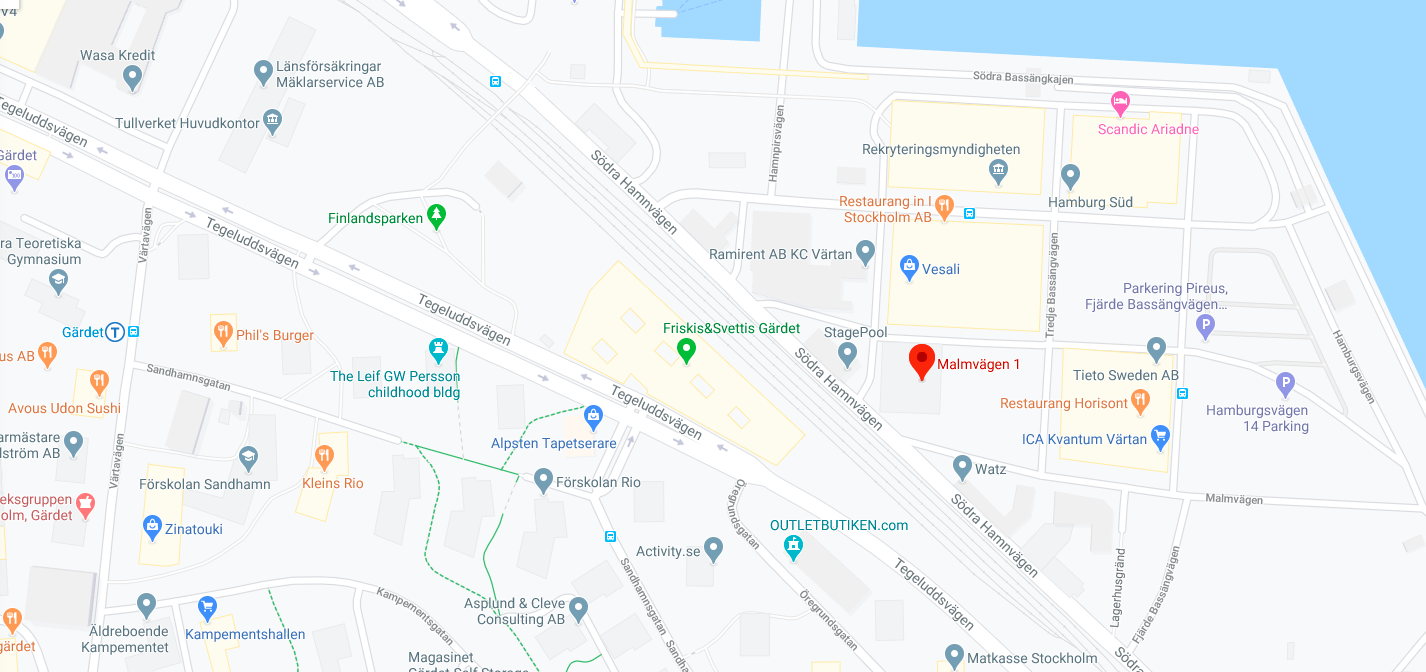 v4
Wasa Kredit
Länsförsäkringar
Mäklarservice AB
Tullverket Huvudkontor
Tegeluddsvägen
Gärdet
Södra Bassängkajen
Scandic Ariadne
Hamnpirsvägen
Södra Hamnvägen
Rekryteringsmyndigheten
Hamburg Süd
Restaurang in I
Stockholm AB
Finlandsparken
Värtavägen
Tegeluddsvägen
ra Teoretiska
Gymnasium
Ramirent AB KC Värtan
Vesali
Tredje Bassängvägen
Parkering Pireus,
Fjärde Bassängvägen...
Gärdet
T
Phil's Burger
Tegeluddsvägen
Friskis&Svettis Gärdet
StagePool
Södra Hamnvägen
Malmvägen 1
Hamburgsvägen
us AB
Sandhamnsgatan
The Leif GW Persson
childhood bldg
Tieto Sweden AB
Restaurang Horisont
Hamburgsvägen
14 Parking
Avous Udon Sushi
Tegeluddsvägen
Alpsten Tapetserare
ICA Kvantum Värtan
armästare
lström AB
Värtavägen
Förskolan Sandhamn
Kleins Rio
Förskolan Rio
Watz
Malmvägen
eksgruppen
olm, Gärdet
Zinatouki
Öregrundsgatan
OUTLETBUTIKEN.com
Södra Hamnvägen
Activity.se
Sandhamnsgatan
Tegeluddsvägen
Lagerhusgränd
Fjärde Bassängvägen
Äldreboende
Kampementet
Kampementshallen
Kampementsgatan
Asplund & Cleve
Consulting AB
Öregrundsgatan
gärdet
Magasinet
Gärdet Self Storage
Sandha
Matkasse Stockholm
Södra